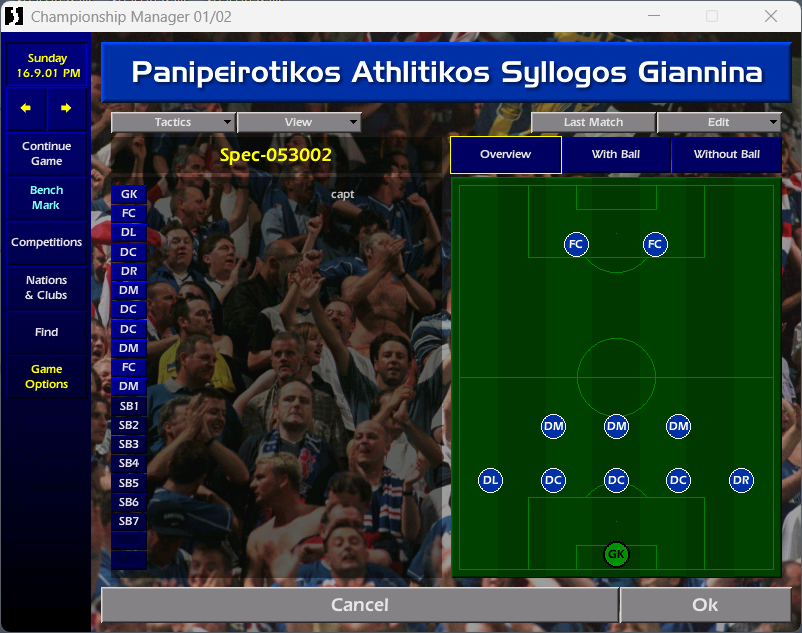 Championship Manager 01/02
Sunday
16.9.01 PM
Panipeirotikos Athlitikos Syllogos Giannina
Tactics
View
Last Match
Edit
Continue
Game
Bench
Mark
Competitions
Nations
& Clubs
Find
Game
Options
Spec-053002
Overview
With Ball
Without Ball
GK capt
FC
DL
DC
DR
DM
DC
DC
DM
FC
DM
SB1
SB2
SB3
SB4
SB5
SB6
SB7
FC FC
DM DM DM
DL DC DC DC DR
GK
Cancel
Ok